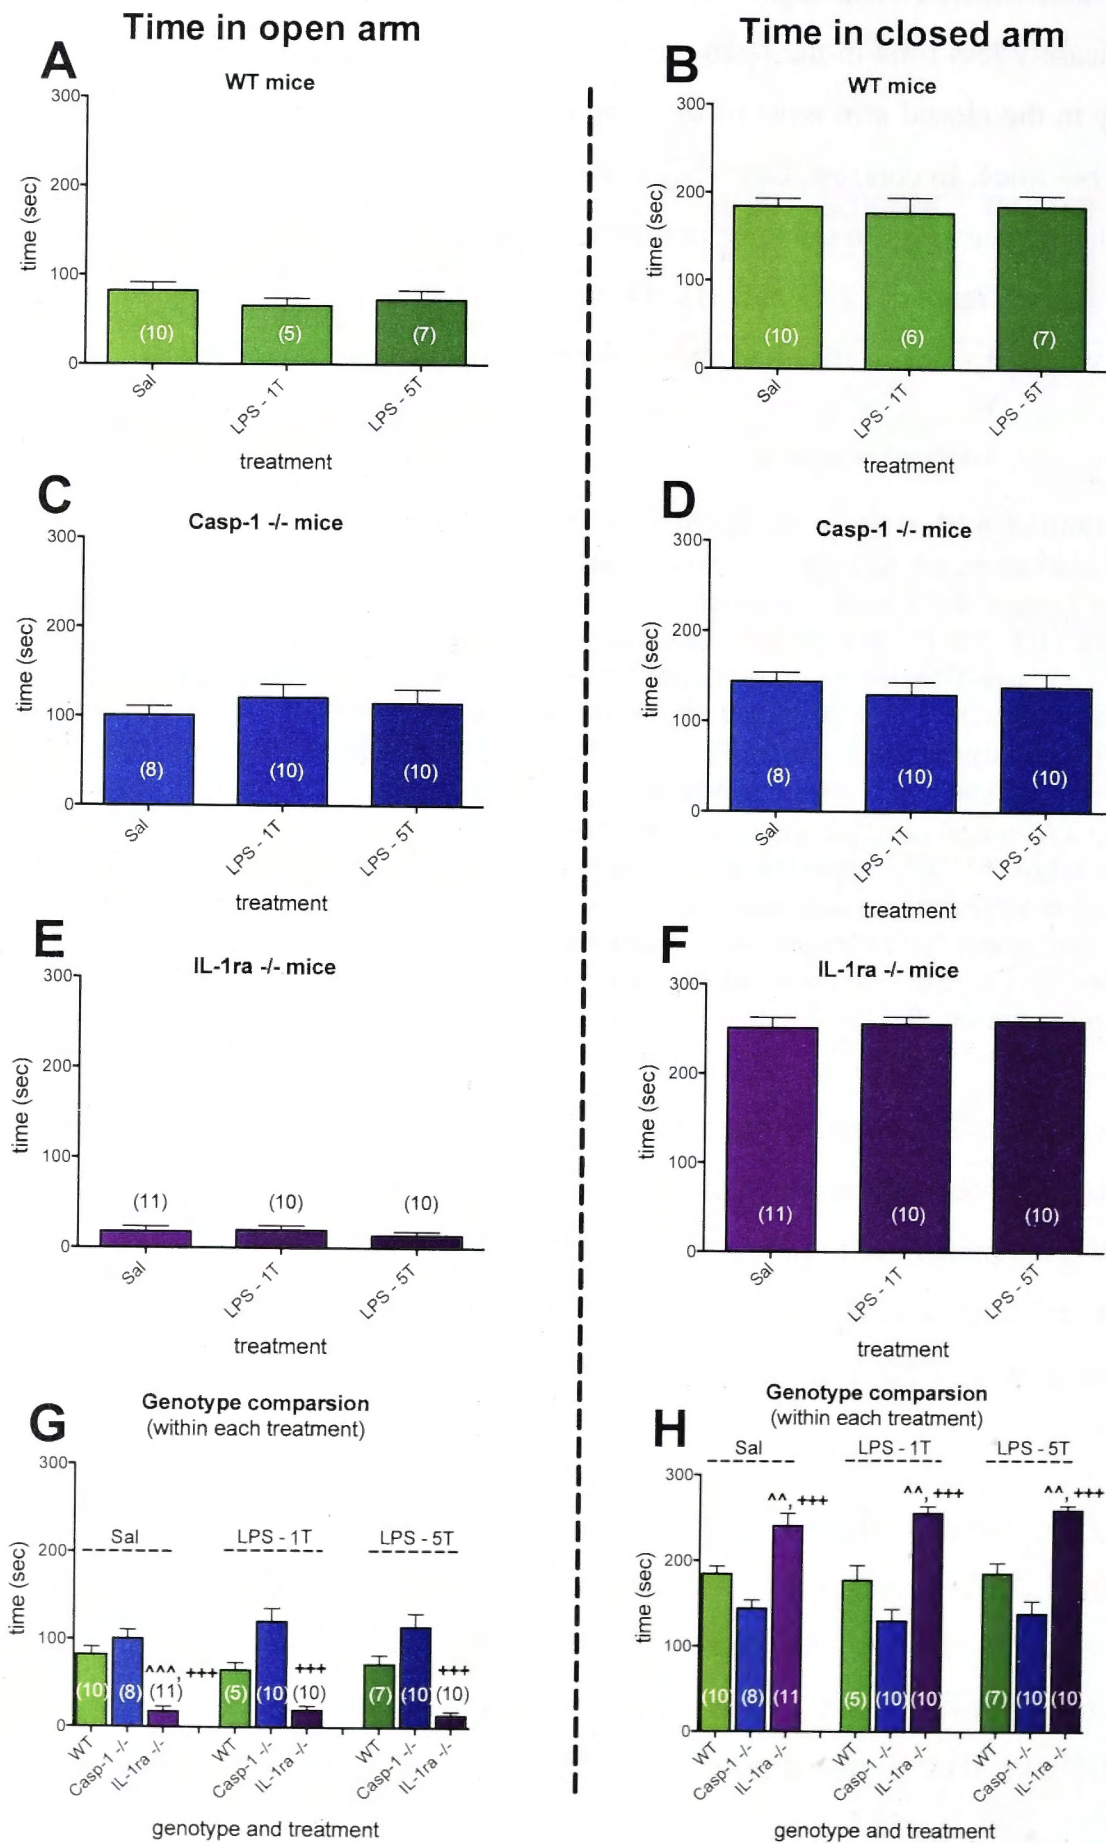 Time in open arm
A
WT mice
300
200
100
0
time (sec)
(10)
(5)
(7)
Sal
LPS - 1T
LPS - 5T
treatment
Time in closed arm
B
WT mice
300
200
100
0
time (sec)
(10)
(6)
(7)
Sal
LPS - 1T
LPS - 5T
treatment
C
Casp-1 -/- mice
300
200
100
0
time (sec)
(8)
(10)
(10)
Sal
LPS - 1T
LPS - 5T
treatment
D
Casp-1 -/- mice
300
200
100
0
time (sec)
(8)
(10)
(10)
Sal
LPS - 1T
LPS - 5T
treatment
E
IL-1ra -/- mice
300
200
100
0
time (sec)
(11)
(10)
(10)
Sal
LPS - 1T
LPS - 5T
treatment
F
IL-1ra -/- mice
300
200
100
0
time (sec)
(11)
(10)
(10)
Sal
LPS - 1T
LPS - 5T
treatment
G
Genotype comparsion
(within each treatment)
300
200
100
0
time (sec)
Sal
LPS - 1T
LPS - 5T
^^^, +++
+++
+++
(10)
(8)
(11)
(5)
(10)
(10)
(7)
(10)
(10)
WT
Casp-1 -/-
IL-1ra -/-
WT
Casp-1 -/-
IL-1ra -/-
WT
Casp-1 -/-
IL-1ra -/-
genotype and treatment
H
Genotype comparsion
(within each treatment)
Sal
LPS - 1T
LPS - 5T
300
200
100
0
time (sec)
^^, +++
^^, +++
^^, +++
(10)
(8)
(11
(5)
(10)
(10)
(7)
(10)
(10)
WT
Casp-1 -/-
IL-1ra -/-
WT
Casp-1 -/-
IL-1ra -/-
WT
Casp-1 -/-
IL-1ra -/-
genotype and treatment